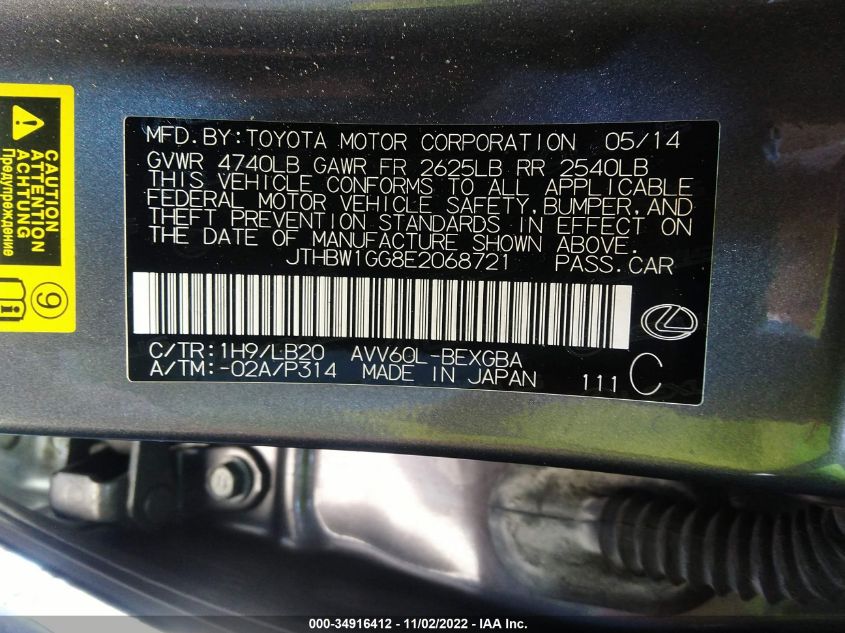 CAUTION
ATTENTION
ACHTUNG
Предупреждение
9
MFD.BY:TOYOTA MOTOR CORPORATION 05/14
GVWR 4740LB GAWR FR 2625LB RR 2540LB
THIS VEHICLE CONFORMS TO ALL APPLICABLE
FEDERAL MOTOR VEHICLE SAFETY, BUMPER, AND
THEFT PREVENTION STANDARDS IN EFFECT ON
THE DATE OF MANUFACTURE SHOWN ABOVE.
JTHBW1GG8E2068721 PASS.CAR
C/TR:1H9/LB20 AVV60L-BEXGBA
A/TM:-02A/P314 MADE IN JAPAN 111 C
000-34916412 - 11/02/2022 - IAA Inc.